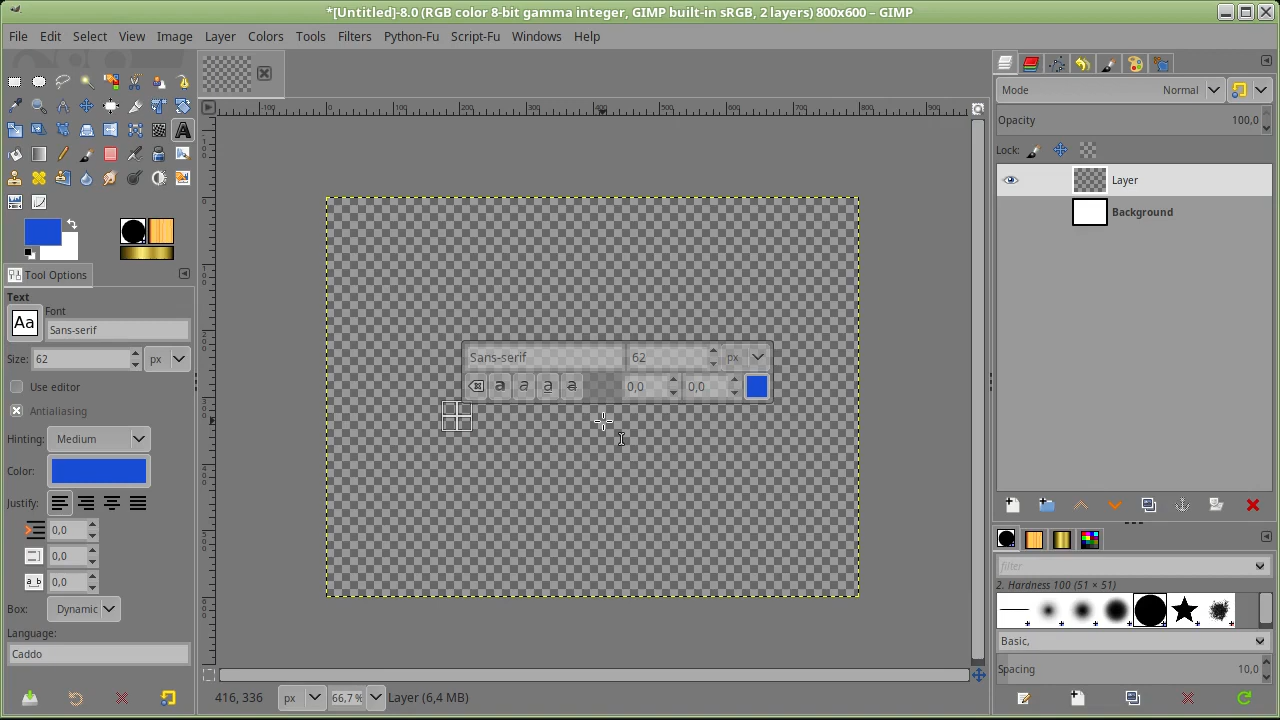 *[Untitled]-8.0 (RGB color 8-bit gamma integer, GIMP built-in sRGB, 2 layers) 800x600 – GIMP
File Edit Select View Image Layer Colors Tools Filters Python-Fu Script-Fu Windows Help
Tool Options
Text
Font
Aa Sans-serif
Size: 62 px
Use editor
Antialiasing
Hinting: Medium
Color:
Justify:
0,0
0,0
0,0
Box: Dynamic
Language:
Caddo
Sans-serif 62 px
a a a a 0,0 0,0
416, 336 px 66,7 % Layer (6,4 MB)
Mode Normal
Opacity 100,0
Lock:
Layer
Background
filter
2. Hardness 100 (51 × 51)
Basic,
Spacing 10,0